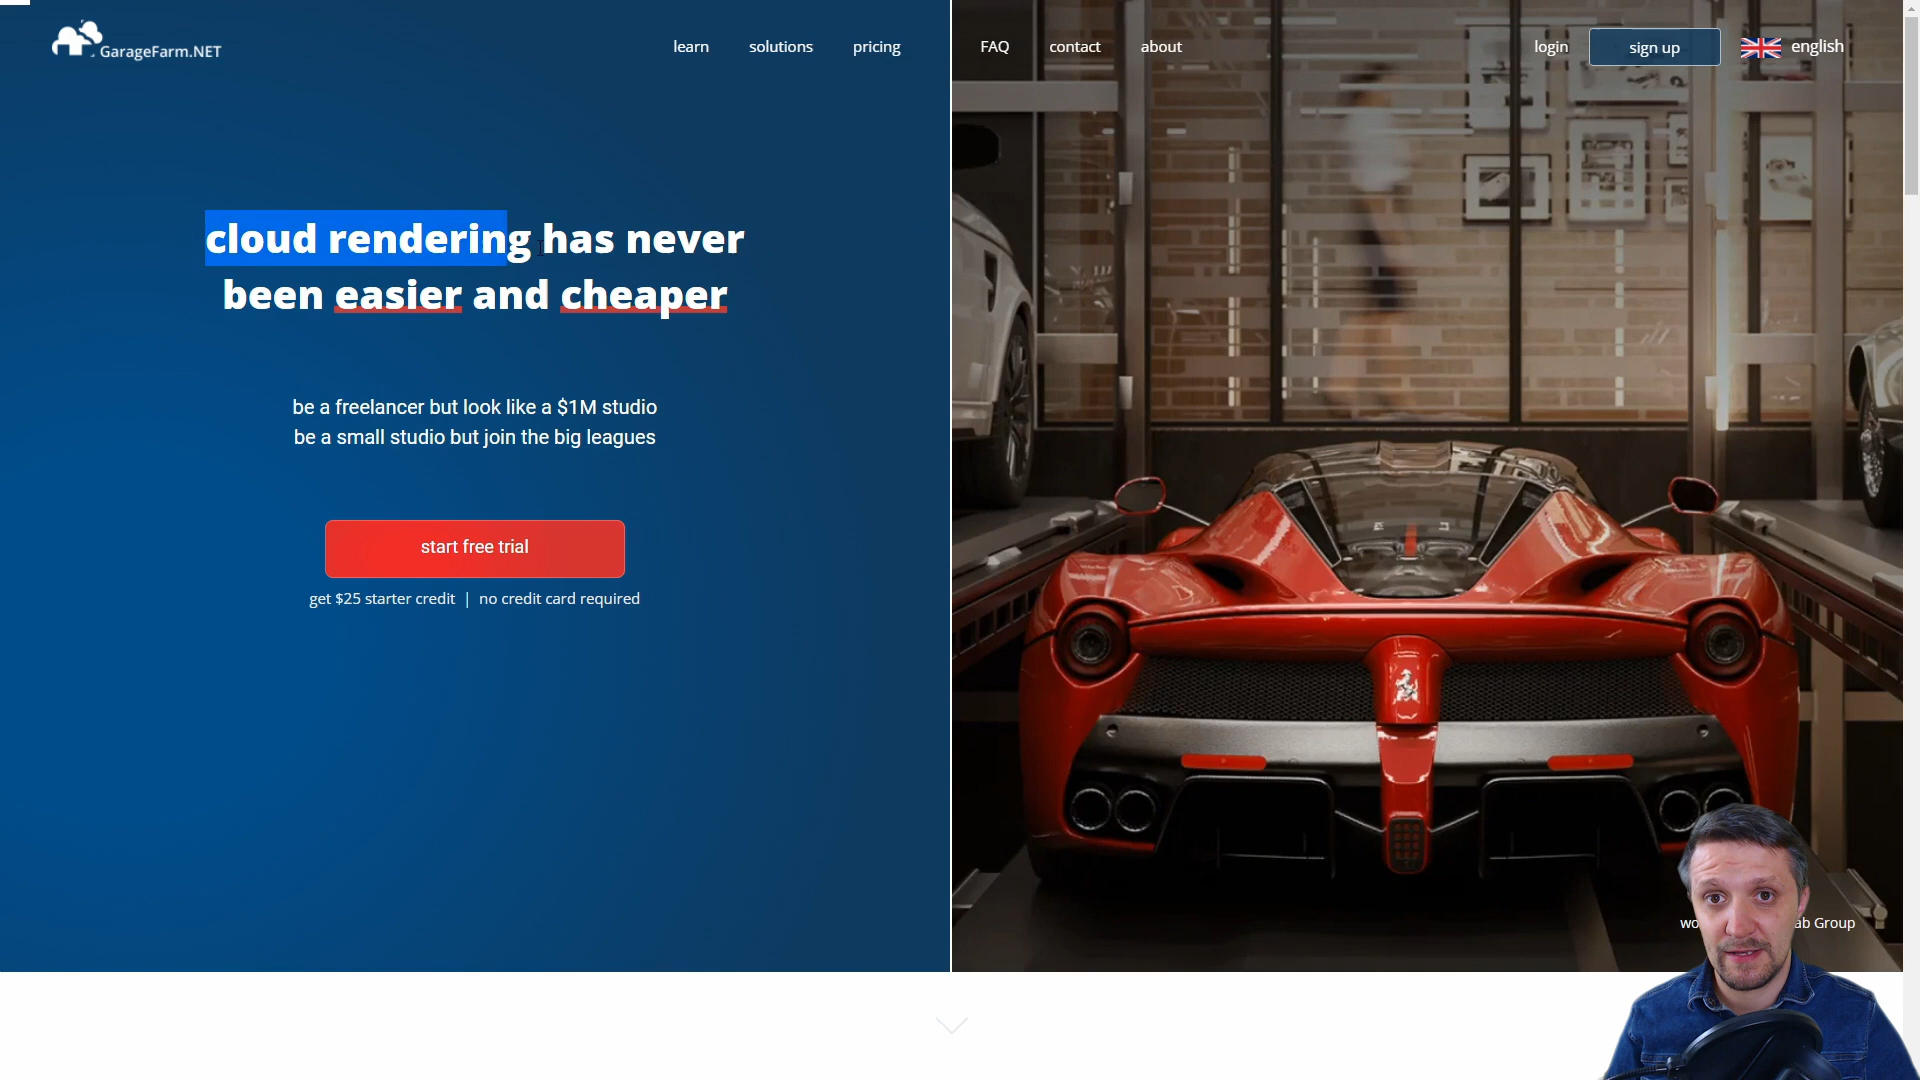 GarageFarm.NET
learn
solutions
pricing
FAQ
contact
about
login
sign up
english
cloud rendering has never
been easier and cheaper
be a freelancer but look like a $1M studio
be a small studio but join the big leagues
start free trial
get $25 starter credit | no credit card required
Group